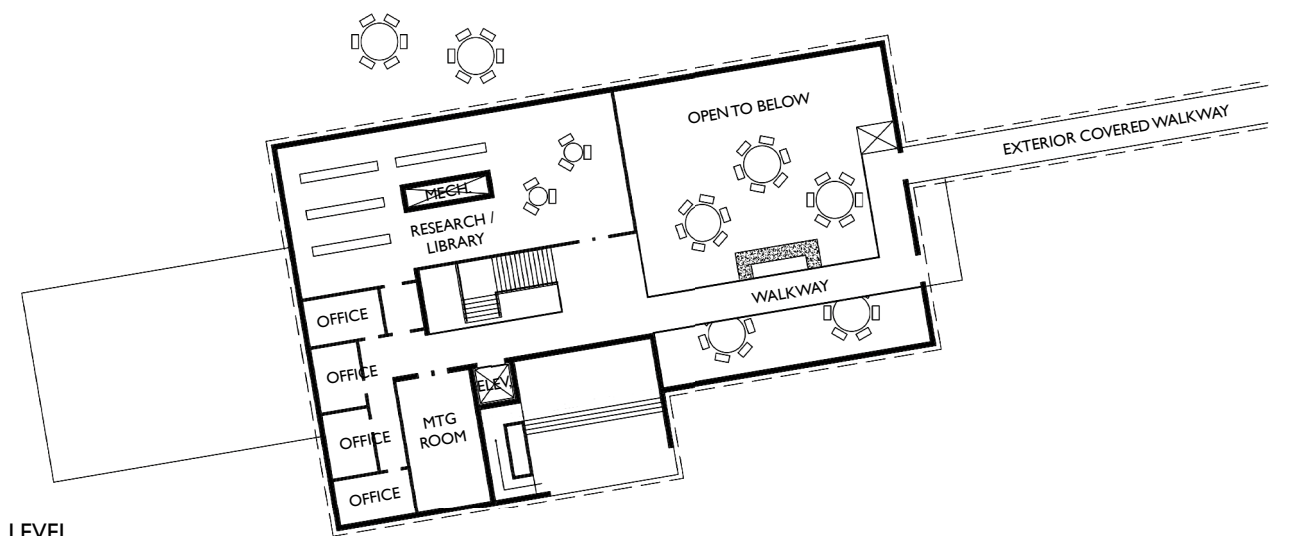 OPEN TO BELOW
EXTERIOR COVERED WALKWAY
MECH.
RESEARCH /
LIBRARY
WALKWAY
OFFICE
OFFICE
ELEV.
MTG
ROOM
OFFICE
OFFICE
LEVEL